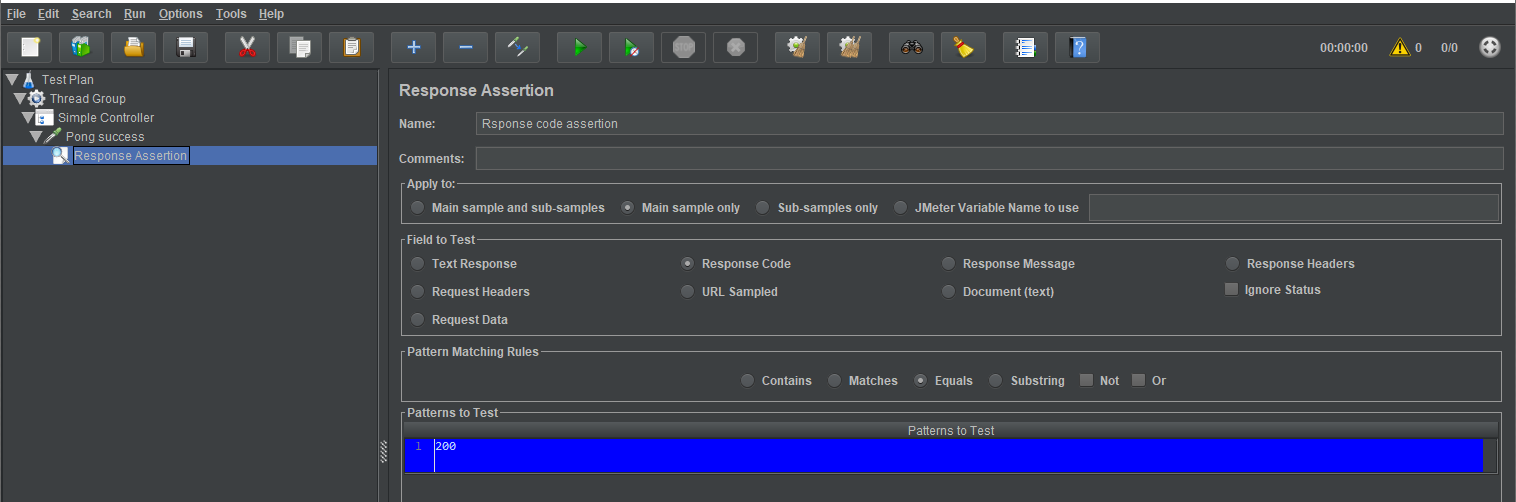 File Edit Search Run Options Tools Help
STOP 00:00:00 0 0/0
Test Plan
Thread Group
Simple Controller
Pong success
Response Assertion
Response Assertion
Name: Rsponse code assertion
Comments:
Apply to:
Main sample and sub-samples Main sample only Sub-samples only JMeter Variable Name to use
Field to Test
Text Response Response Code Response Message Response Headers
Request Headers URL Sampled Document (text) Ignore Status
Request Data
Pattern Matching Rules
Contains Matches Equals Substring Not Or
Patterns to Test
Patterns to Test
1 200